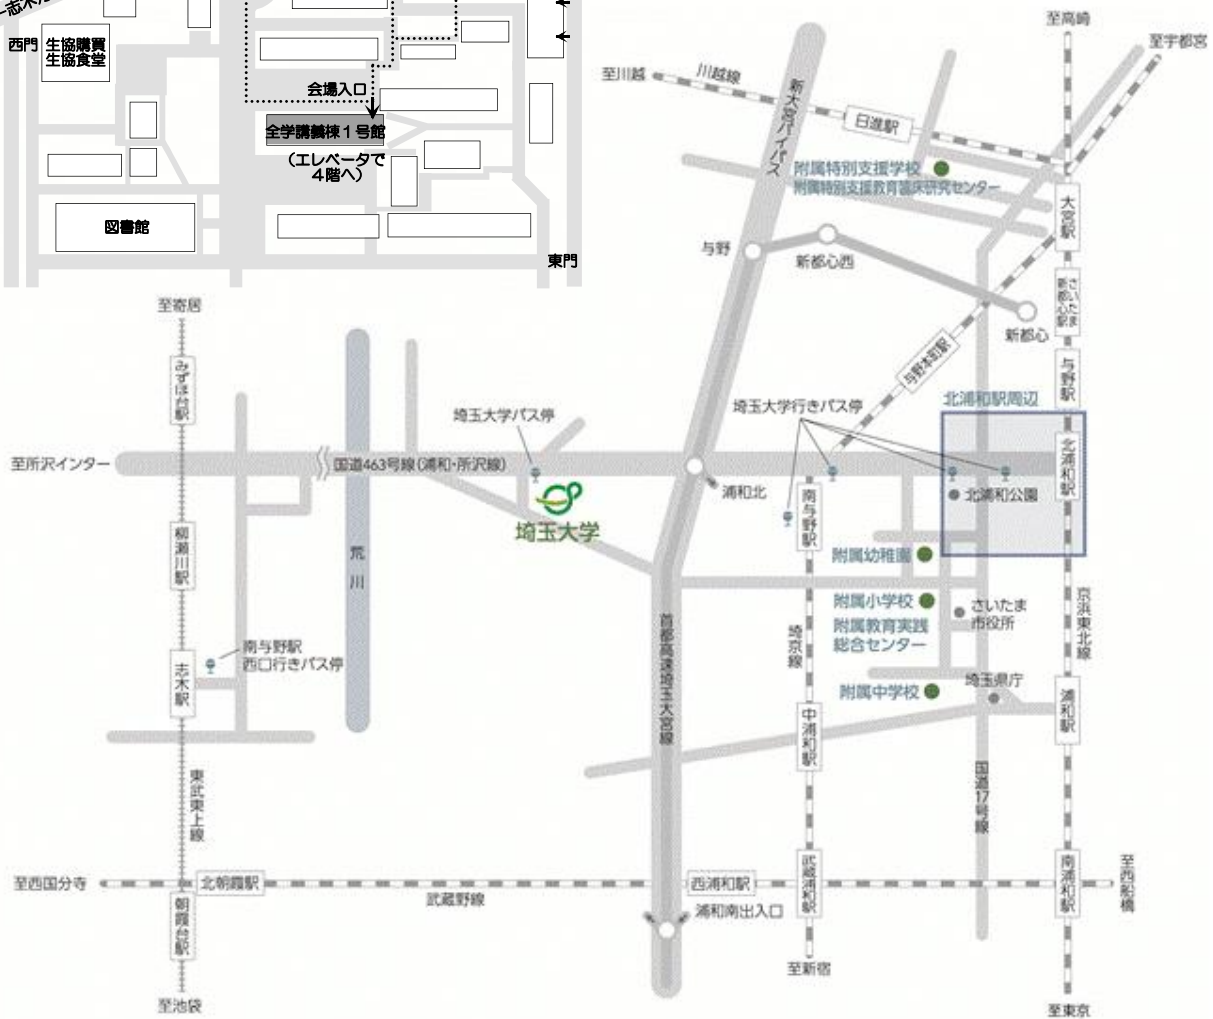 西門
生協購買
生協食堂
会場入口
全学講義棟１号館
（エレベータで
４階へ）
図書館
東門
至高崎
至宇都宮
至川越
川越線
日進駅
新大宮バイパス
附属特別支援学校
附属特別支援教育臨床研究センター
大宮駅
与野
新都心西
新都心
さいたま
新都心駅
与野駅
与野本町駅
至寄居
みずほ台駅
埼玉大学バス停
埼玉大学行きバス停
北浦和駅周辺
北浦和駅
至所沢インター
国道463号線(浦和・所沢線)
浦和北
北浦和公園
南与野駅
埼玉大学
柳瀬川駅
荒川
附属幼稚園
附属小学校
さいたま
市役所
附属教育実践
総合センター
埼京線
京浜東北線
首都高速埼玉大宮線
南与野駅
西口行きバス停
志木駅
附属中学校
埼玉県庁
浦和駅
中浦和駅
国道17号線
東武東上線
至西国分寺
北朝霞駅
武蔵野線
西浦和駅
武蔵浦和駅
南浦和駅
至西船橋
朝霞台駅
浦和南出入口
至新宿
至池袋
至東京